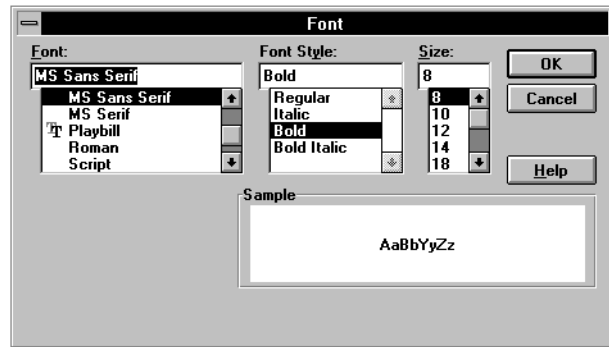 Font
Font:
Font Style:
Size:
MS Sans Serif
Bold
8
OK
MS Sans Serif
MS Serif
Playbill
Roman
Script
Regular
Italic
Bold
Bold Italic
8
10
12
14
18
Cancel
Help
Sample
AaBbYyZz